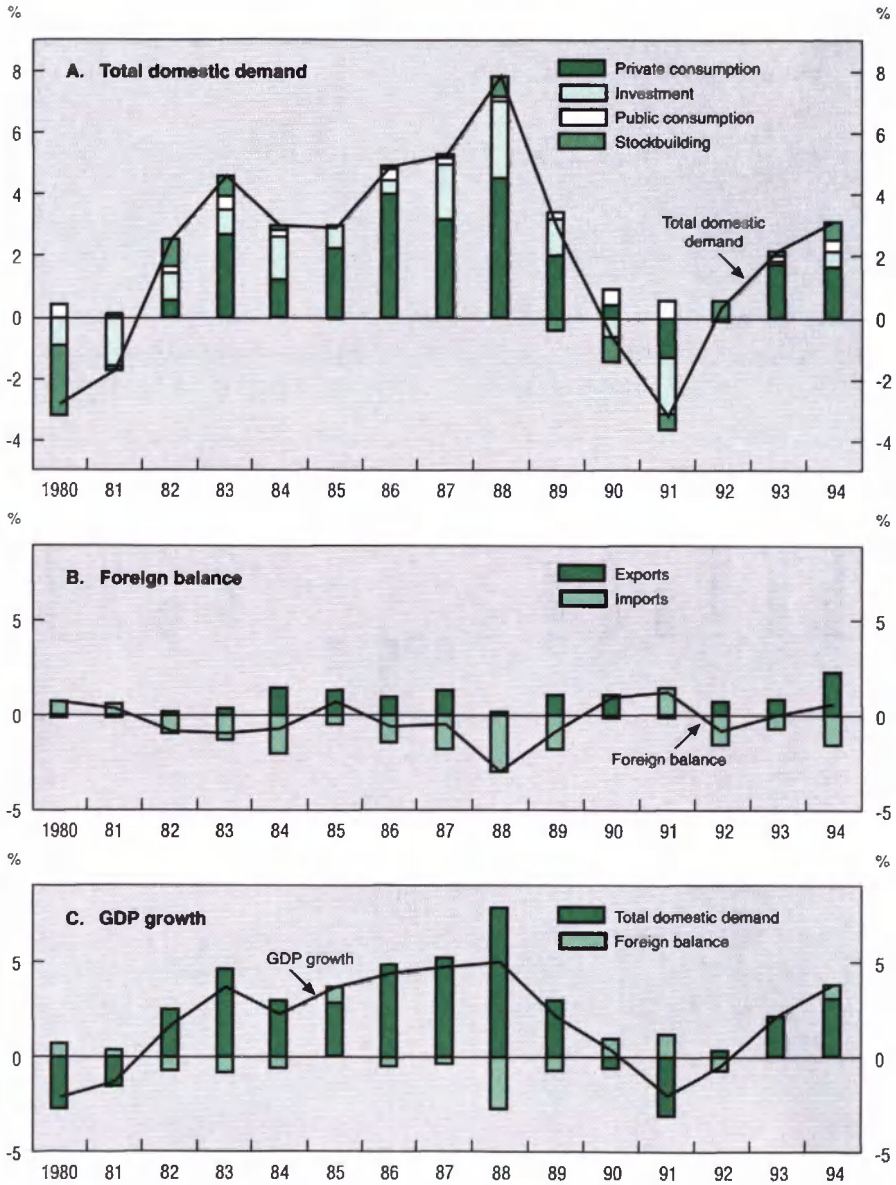 % %
A. Total domestic demand
Private consumption
Investment
Public consumption
Stockbuilding
8 8
6 6
4 4
2 2
0 0
-2 -2
-4 -4
Total domestic
demand
1980 81 82 83 84 85 86 87 88 89 90 91 92 93 94
% %
B. Foreign balance
Exports
Imports
5 5
0 0
-5 -5
Foreign balance
1980 81 82 83 84 85 86 87 88 89 90 91 92 93 94
% %
C. GDP growth
Total domestic demand
Foreign balance
GDP growth
5 5
0 0
-5 -5
1980 81 82 83 84 85 86 87 88 89 90 91 92 93 94